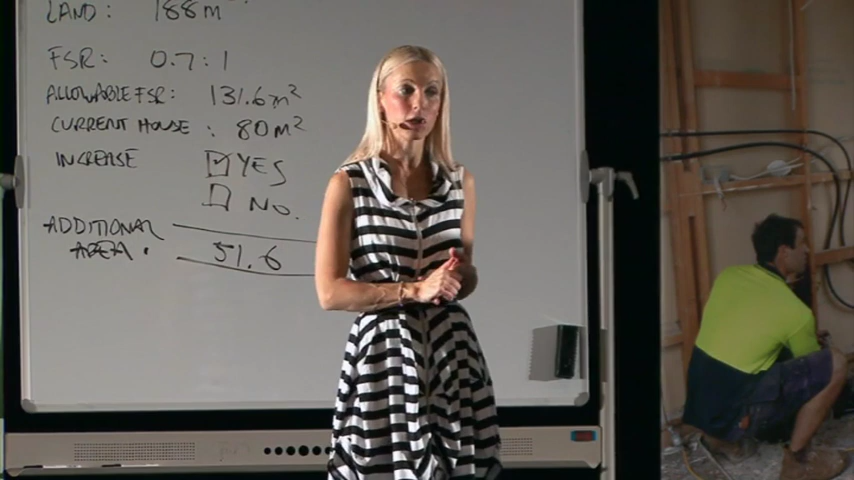 LAND: 188m
FSR: 0.7:1
ALLOWABLE FSR: 131.6m²
CURRENT HOUSE: 80m²
INCREASE ☑ YES
☐ NO.
ADDITIONAL
AREA. 51.6